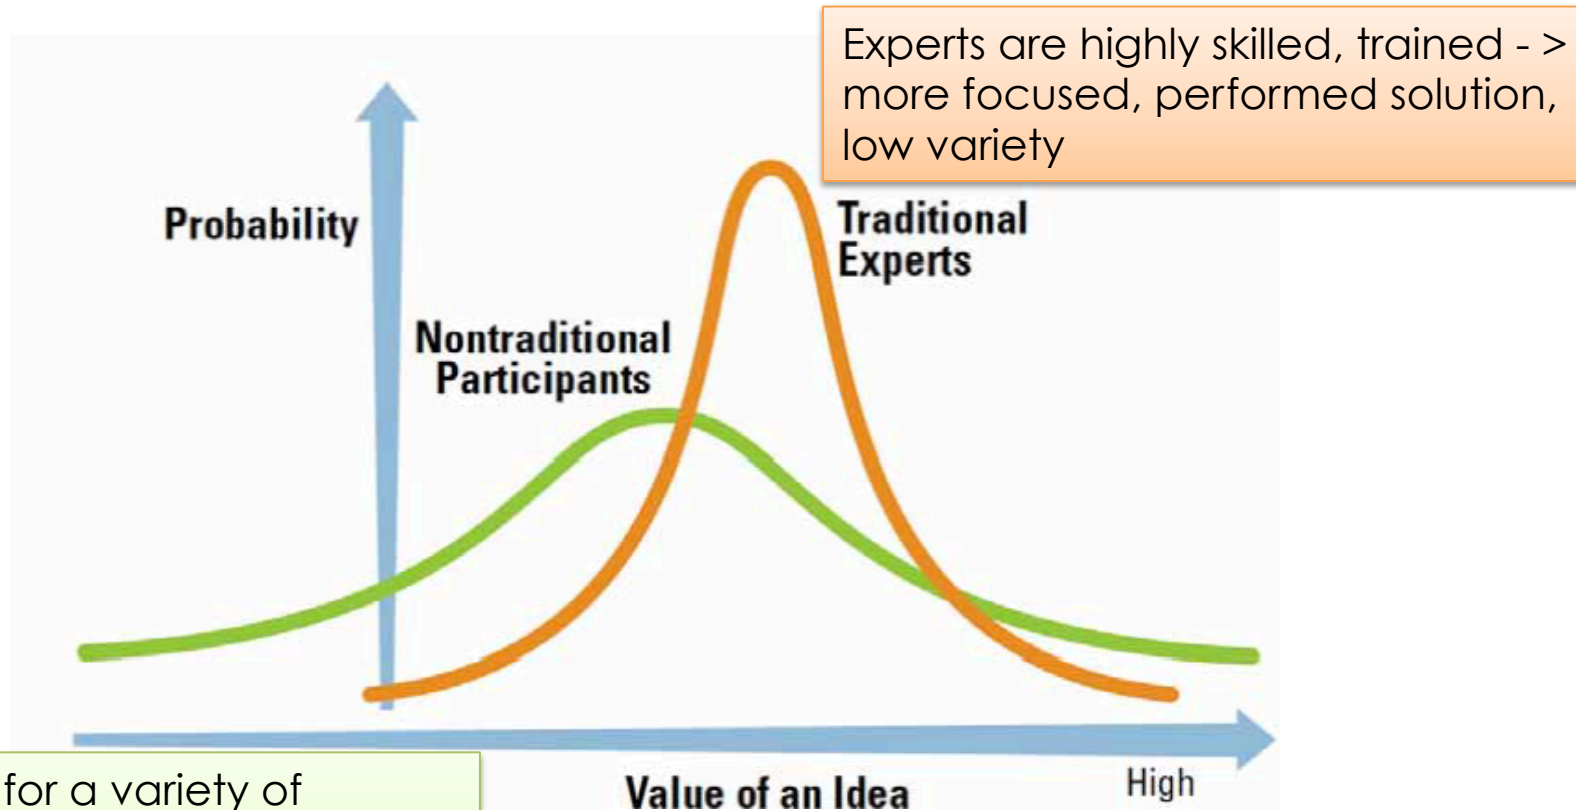 Experts are highly skilled, trained - >
more focused, performed solution,
low variety
Probability
Traditional
Experts
Nontraditional
Participants
for a variety of
Value of an Idea
High